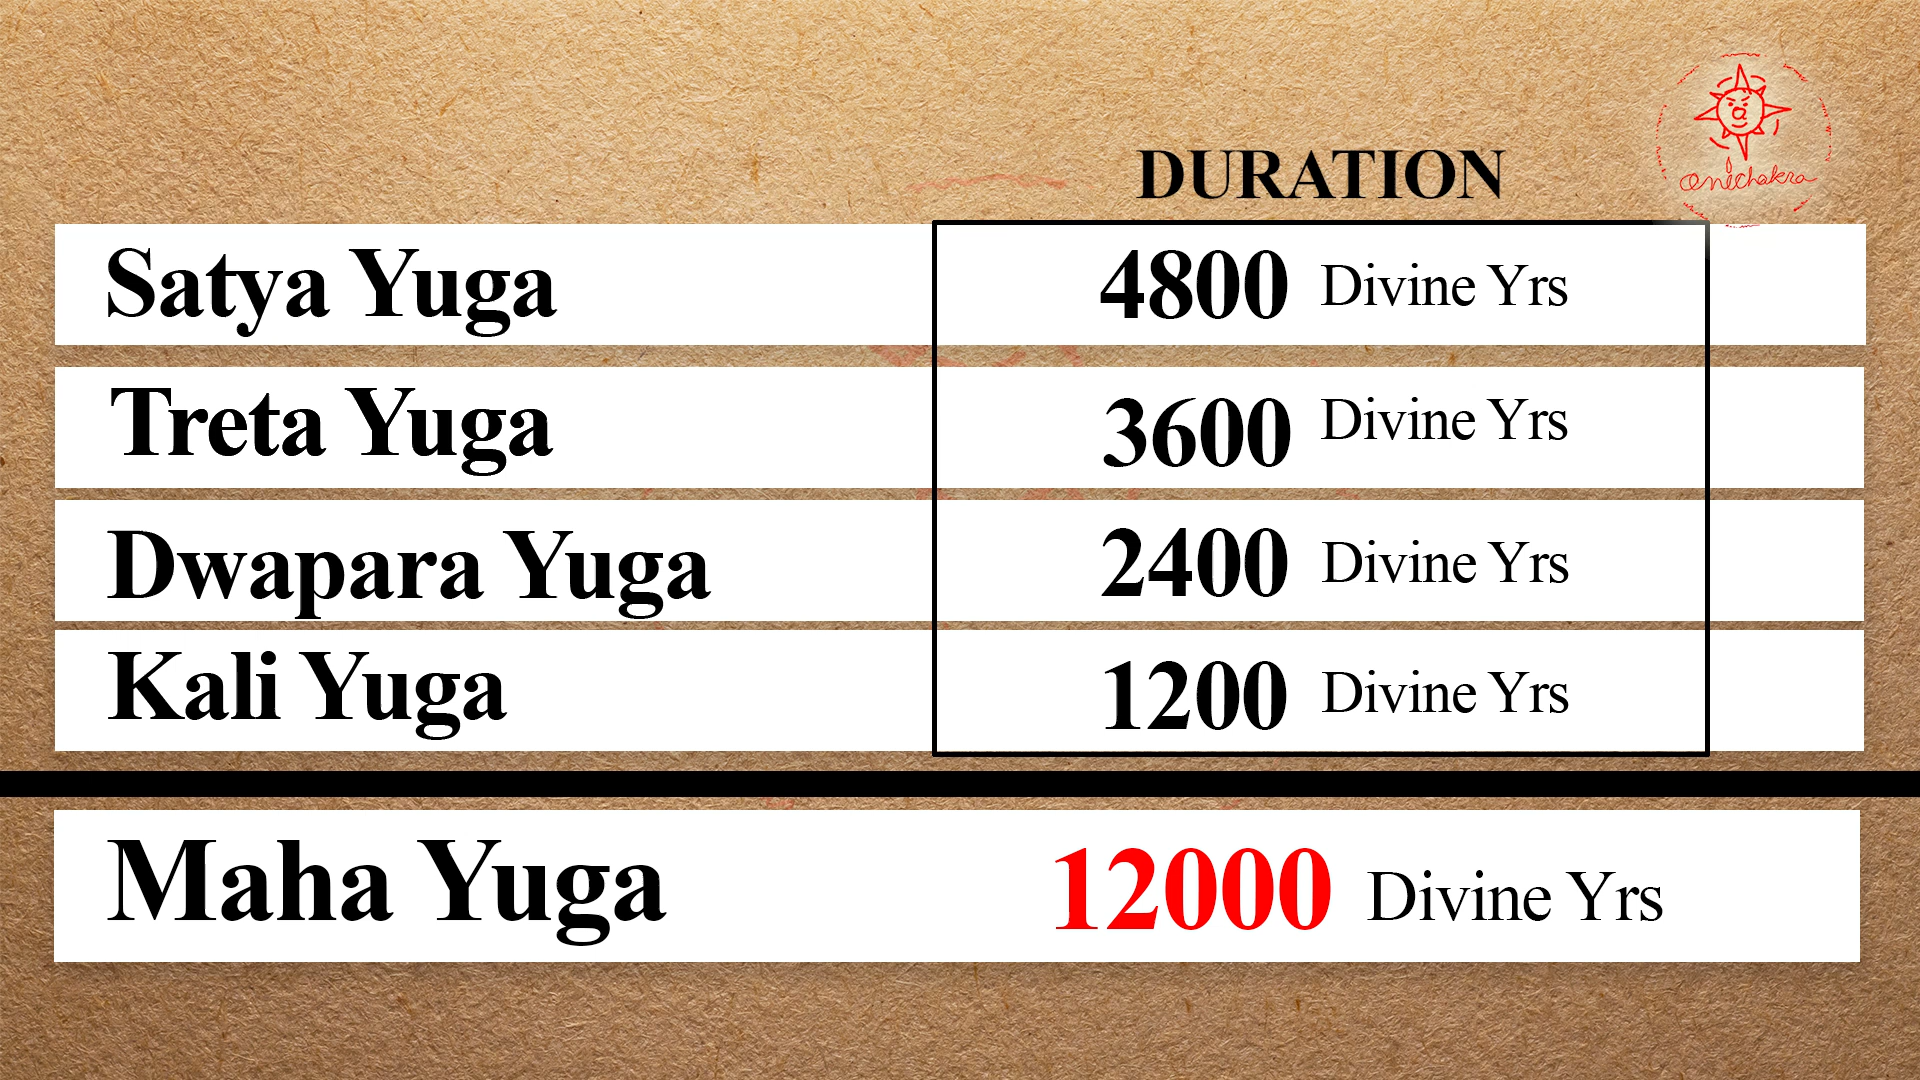 DURATION
Onichakra
Satya Yuga 4800 Divine Yrs
Treta Yuga 3600 Divine Yrs
Dwapara Yuga 2400 Divine Yrs
Kali Yuga 1200 Divine Yrs
Maha Yuga 12000 Divine Yrs